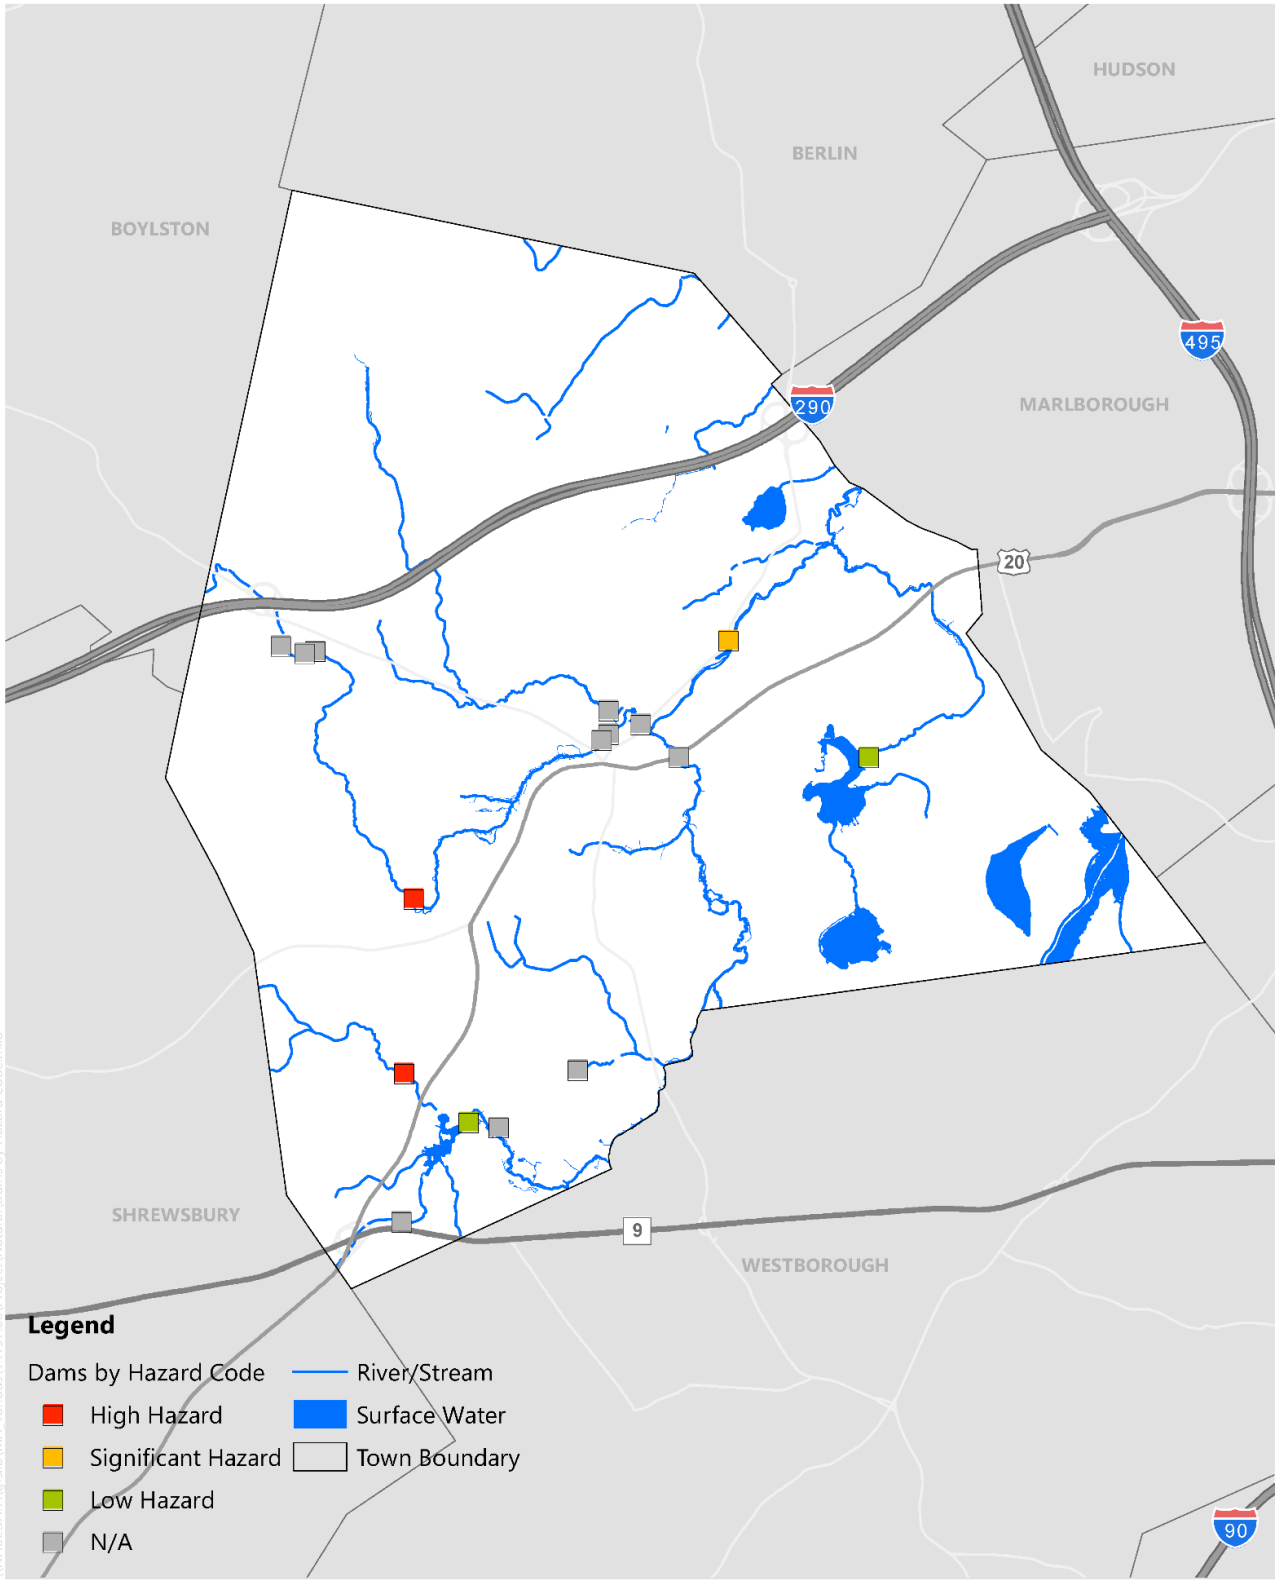 HUDSON
BERLIN
BOYLSTON
495
290
MARLBOROUGH
20
SHREWSBURY
9
WESTBOROUGH
Legend
Dams by Hazard Code
River/Stream
High Hazard
Surface Water
Significant Hazard
Town Boundary
Low Hazard
N/A
90